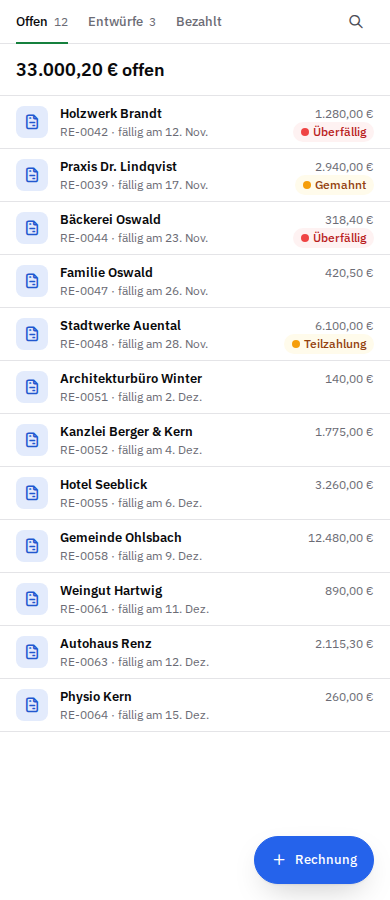 Offen 12 Entwürfe 3 Bezahlt
33.000,20 € offen
Holzwerk Brandt 1.280,00 €
RE-0042 · fällig am 12. Nov. Überfällig
Praxis Dr. Lindqvist 2.940,00 €
RE-0039 · fällig am 17. Nov. Gemahnt
Bäckerei Oswald 318,40 €
RE-0044 · fällig am 23. Nov. Überfällig
Familie Oswald 420,50 €
RE-0047 · fällig am 26. Nov.
Stadtwerke Auental 6.100,00 €
RE-0048 · fällig am 28. Nov. Teilzahlung
Architekturbüro Winter 140,00 €
RE-0051 · fällig am 2. Dez.
Kanzlei Berger & Kern 1.775,00 €
RE-0052 · fällig am 4. Dez.
Hotel Seeblick 3.260,00 €
RE-0055 · fällig am 6. Dez.
Gemeinde Ohlsbach 12.480,00 €
RE-0058 · fällig am 9. Dez.
Weingut Hartwig 890,00 €
RE-0061 · fällig am 11. Dez.
Autohaus Renz 2.115,30 €
RE-0063 · fällig am 12. Dez.
Physio Kern 260,00 €
RE-0064 · fällig am 15. Dez.
Rechnung